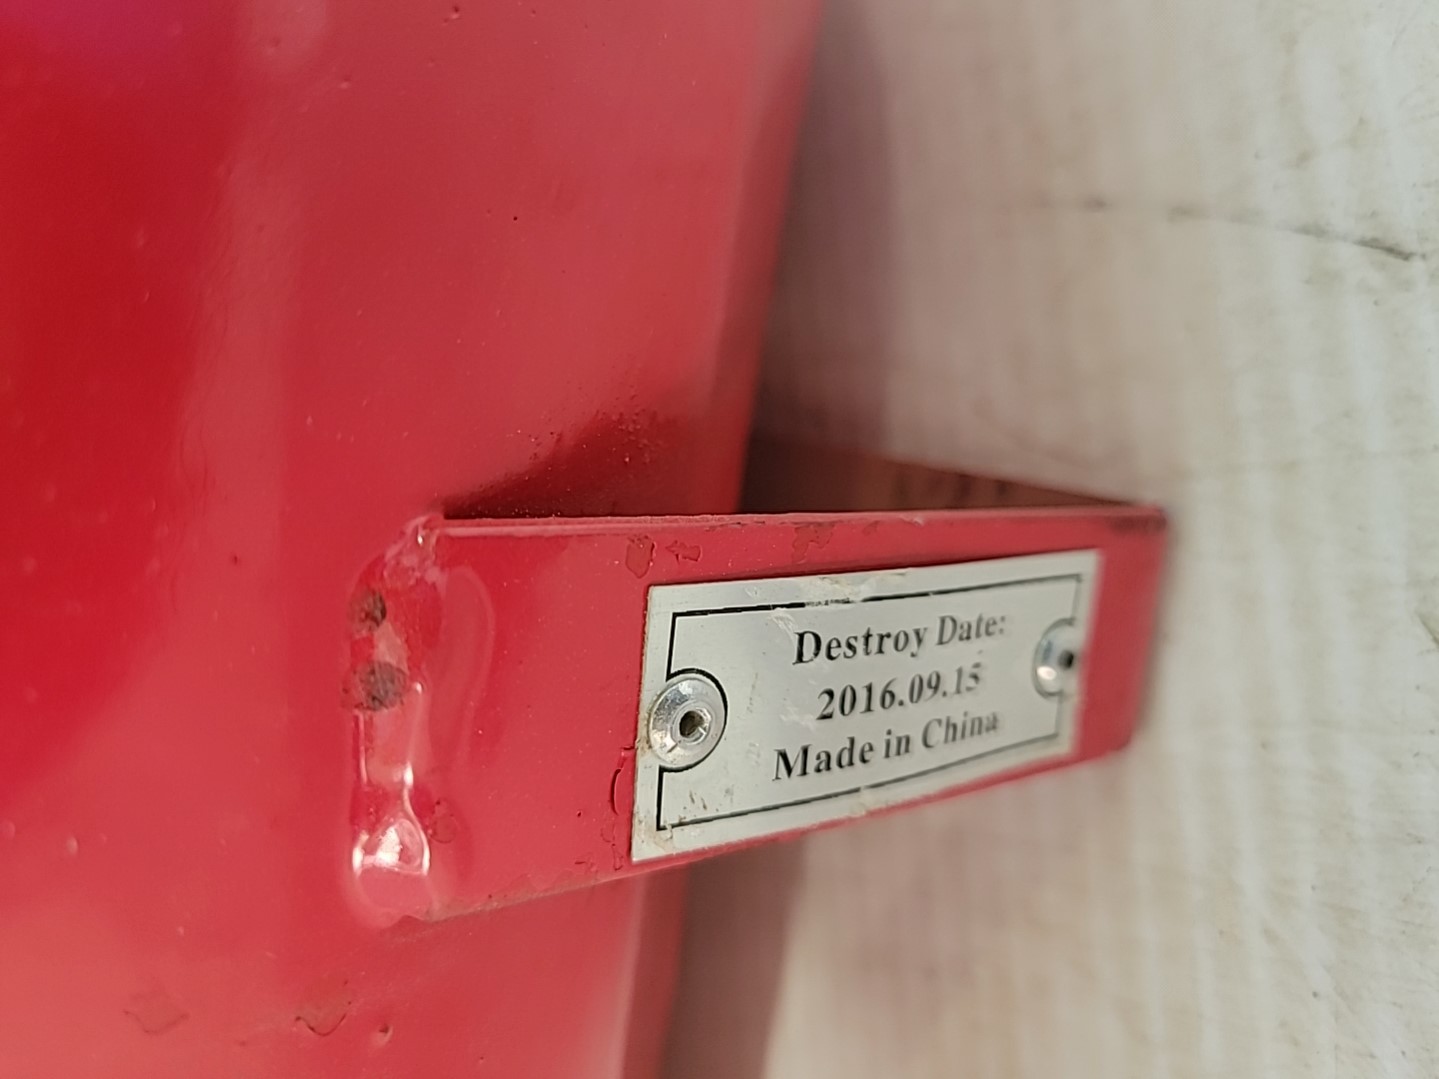 Destroy Date:
2016.09.15
Made in China